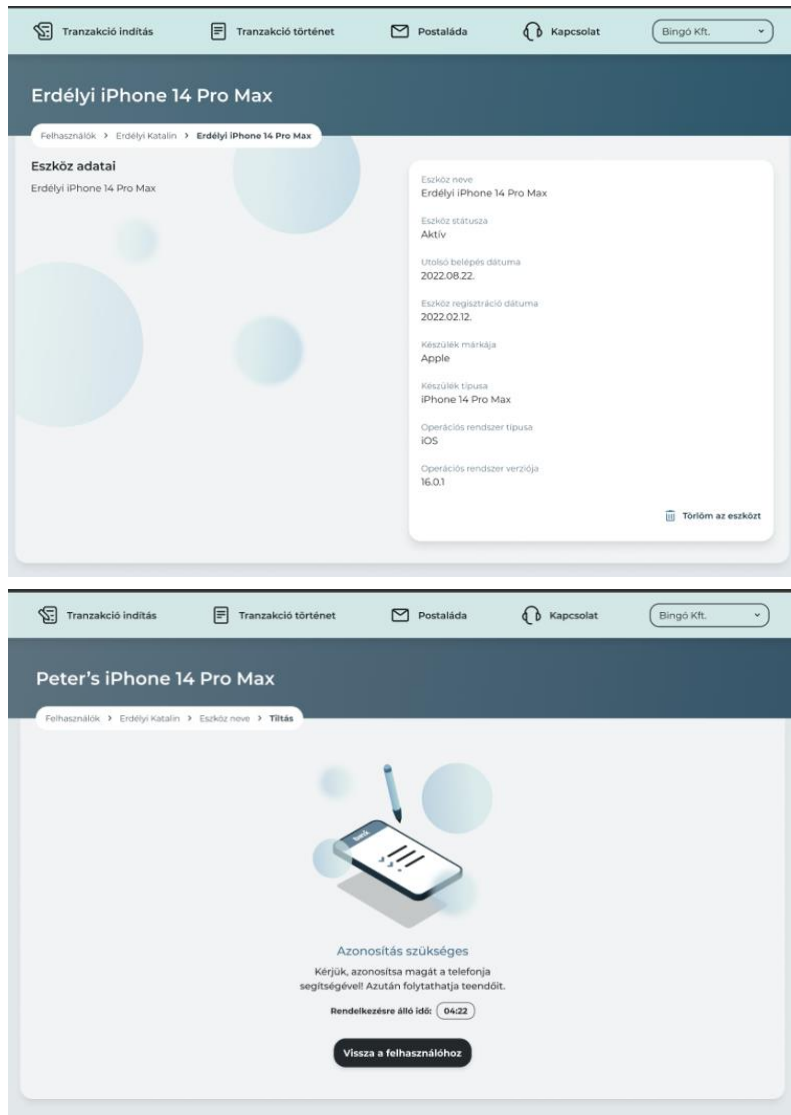 Tranzakció indítás
Tranzakció történet
Postaláda
Kapcsolat
Bingó Kft.
Erdélyi iPhone 14 Pro Max
Felhasználók > Erdélyi Katalin > Erdélyi iPhone 14 Pro Max
Eszköz adatai
Erdélyi iPhone 14 Pro Max
Eszköz neve
Erdélyi iPhone 14 Pro Max
Eszköz státusza
Aktív
Utolsó belépés dátuma
2022.08.22.
Eszköz regisztráció dátuma
2022.02.12.
Készülék márkája
Apple
Készülék típusa
iPhone 14 Pro Max
Operációs rendszer típusa
iOS
Operációs rendszer verziója
16.0.1
Törlöm az eszközt
Tranzakció indítás
Tranzakció történet
Postaláda
Kapcsolat
Bingó Kft.
Peter's iPhone 14 Pro Max
Felhasználók > Erdélyi Katalin > Eszköz neve > Tiltás
Azonosítás szükséges
Kérjük, azonosítsa magát a telefonja
segítségével! Azután folytathatja teendőit.
Rendelkezésre álló idő: 04:22
Vissza a felhasználóhoz